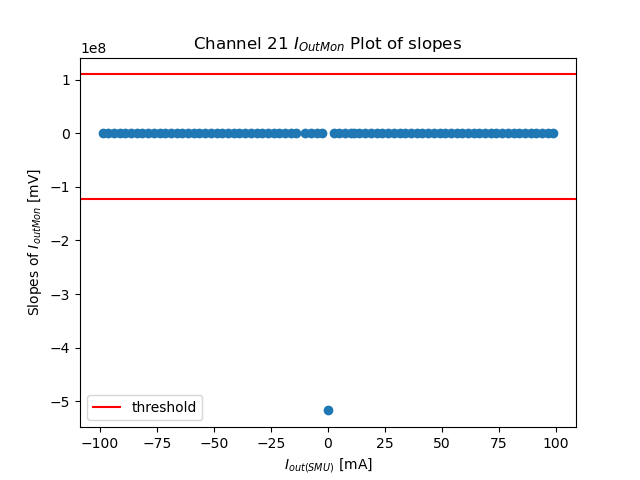 Channel 21 I_OutMon Plot of slopes
1e8
1
0
−1
−2
−3
−4
−5
Slopes of I_outMon [mV]
threshold
−100 −75 −50 −25 0 25 50 75 100
I_out(SMU) [mA]